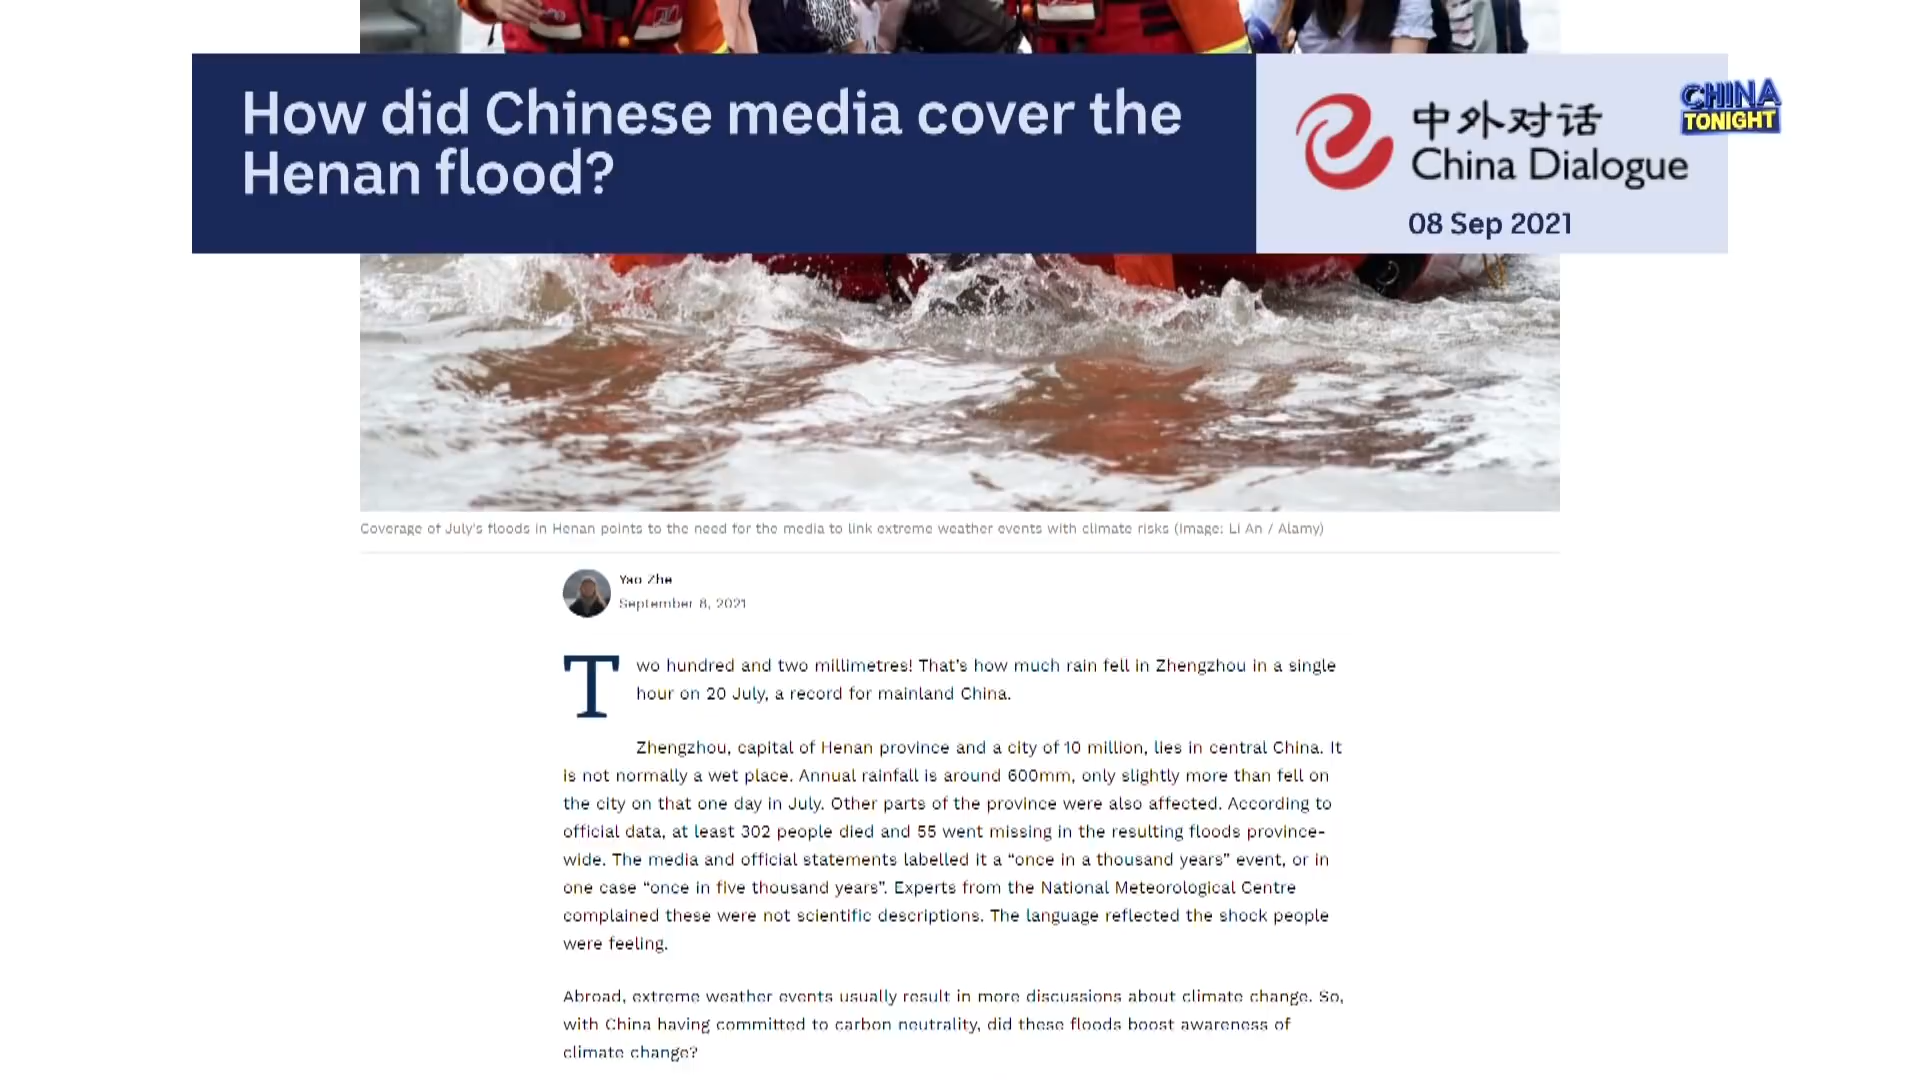 How did Chinese media cover the
Henan flood?
中外对话
China Dialogue
08 Sep 2021
CHINA
TONIGHT
Coverage of July's floods in Henan points to the need for the media to link extreme weather events with climate risks (Image: Li An / Alamy)
Yao Zhe
September 8, 2021
Two hundred and two millimetres! That's how much rain fell in Zhengzhou in a single
hour on 20 July, a record for mainland China.
Zhengzhou, capital of Henan province and a city of 10 million, lies in central China. It
is not normally a wet place. Annual rainfall is around 600mm, only slightly more than fell on
the city on that one day in July. Other parts of the province were also affected. According to
official data, at least 302 people died and 55 went missing in the resulting floods province-
wide. The media and official statements labelled it a “once in a thousand years” event, or in
one case “once in five thousand years”. Experts from the National Meteorological Centre
complained these were not scientific descriptions. The language reflected the shock people
were feeling.
Abroad, extreme weather events usually result in more discussions about climate change. So,
with China having committed to carbon neutrality, did these floods boost awareness of
climate change?